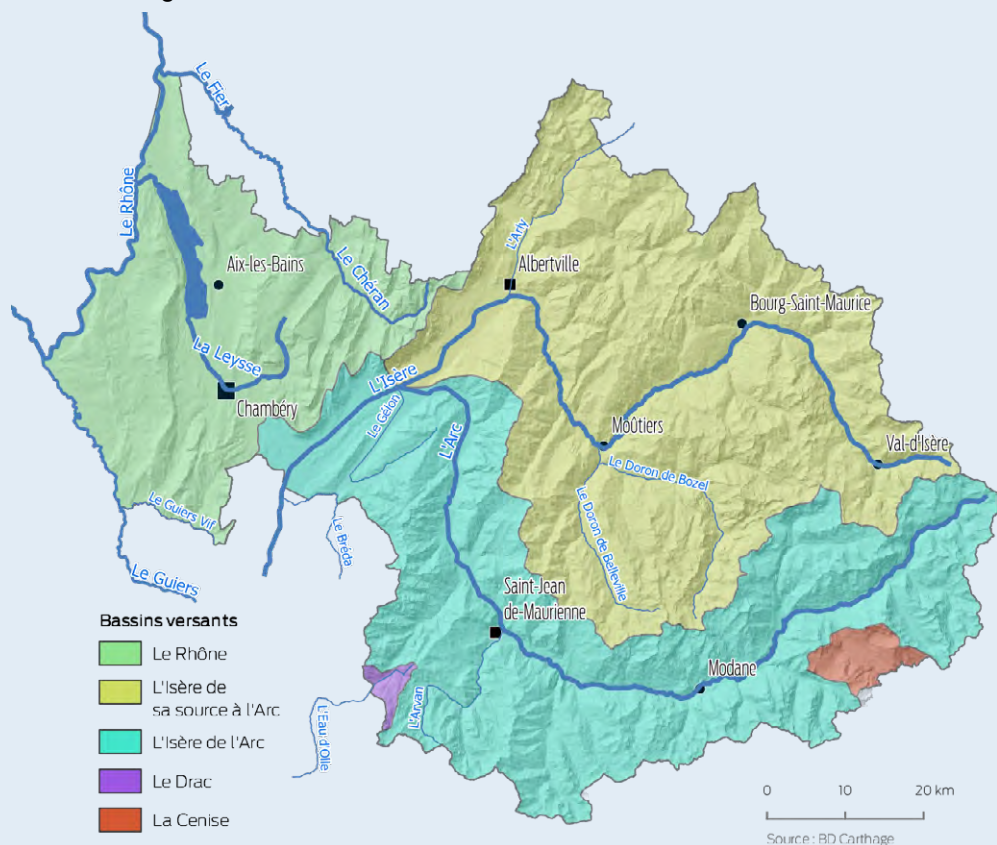 Le Fier
Le Rhône
Aix-les-Bains
Le Chéran
L'Arly
Albertville
Bourg-Saint-Maurice
La Leysse
Chambéry
L'Isère
Le Gélon
L'Arc
Moûtiers
Val-d'Isère
Le Doron de Bozel
Le Doron de Belleville
Le Guiers Vif
Le Bréda
Le Guiers
Saint-Jean
de-Maurienne
Modane
L'Arvan
L'Eau d'Olle
Bassins versants
Le Rhône
L'Isère de
sa source à l'Arc
L'Isère de l'Arc
Le Drac
La Cenise
0 10 20 km
Source : BD Carthage